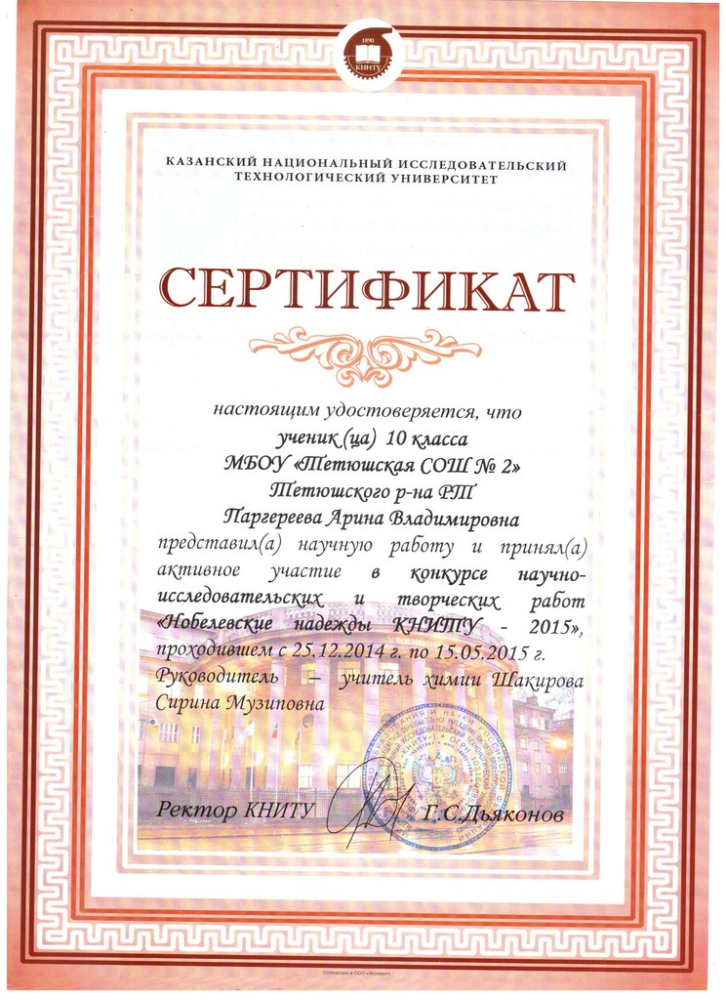 1890
КНИТУ
КАЗАНСКИЙ НАЦИОНАЛЬНЫЙ ИССЛЕДОВАТЕЛЬСКИЙ
ТЕХНОЛОГИЧЕСКИЙ УНИВЕРСИТЕТ
СЕРТИФИКАТ
настоящим удостоверяется, что
ученик (ца) 10 класса
МБОУ «Тетюшская СОШ № 2»
Тетюшского р-на РТ
Паргереева Арина Владимировна
представил(а) научную работу и принял(а)
активное участие в конкурсе научно-
исследовательских и творческих работ
«Нобелевские надежды КНИТУ - 2015»,
проходившем с 25.12.2014 г. по 15.05.2015 г.
Руководитель – учитель химии Шакирова
Сирина Музиповна
Ректор КНИТУ Г.С.Дьяконов
Отпечатано в ООО «Фолиант»